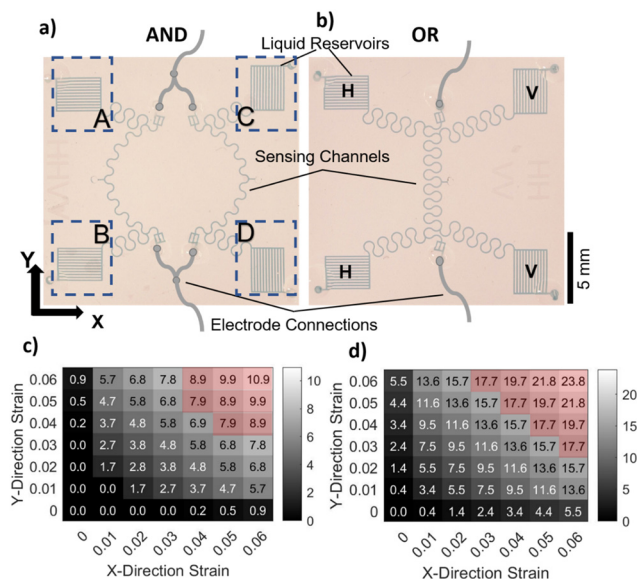 a) AND b) OR
Liquid Reservoirs
A C H V
Sensing Channels
B D H V
Y
X
5 mm
Electrode Connections
c)
Y-Direction Strain
0.06 0.9 5.7 6.8 7.8 8.9 9.9 10.9
0.05 0.5 4.7 5.8 6.8 7.9 8.9 9.9
0.04 0.2 3.7 4.8 5.8 6.9 7.9 8.9
0.03 0.0 2.7 3.8 4.8 5.8 6.8 7.8
0.02 0.0 1.7 2.8 3.8 4.8 5.8 6.8
0.01 0.0 0.0 1.7 2.7 3.7 4.7 5.7
0 0.0 0.0 0.0 0.0 0.2 0.5 0.9
0 0.01 0.02 0.03 0.04 0.05 0.06
X-Direction Strain
10
8
6
4
2
0
d)
Y-Direction Strain
0.06 5.5 13.6 15.7 17.7 19.7 21.8 23.8
0.05 4.4 11.6 13.6 15.7 17.7 19.7 21.8
0.04 3.4 9.5 11.6 13.6 15.7 17.7 19.7
0.03 2.4 7.5 9.5 11.6 13.6 15.7 17.7
0.02 1.4 5.5 7.5 9.5 11.6 13.6 15.7
0.01 0.4 3.4 5.5 7.5 9.5 11.6 13.6
0 0.0 0.4 1.4 2.4 3.4 4.4 5.5
0 0.01 0.02 0.03 0.04 0.05 0.06
X-Direction Strain
20
15
10
5
0